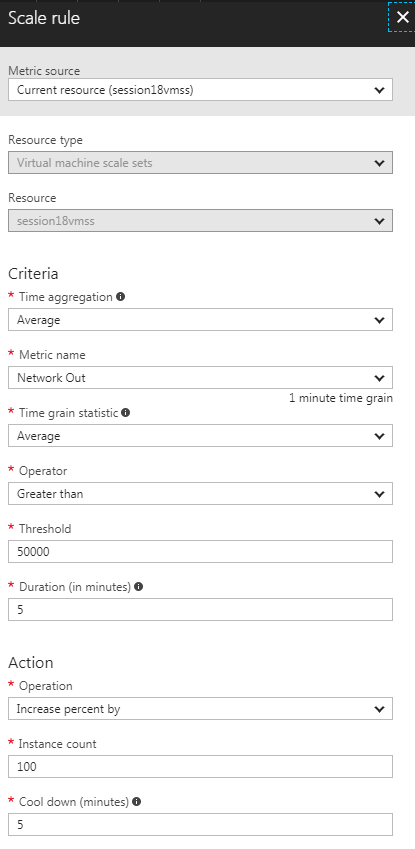 Scale rule
Metric source
Current resource (session18vmss)
Resource type
Virtual machine scale sets
Resource
session18vmss
Criteria
* Time aggregation
Average
* Metric name
Network Out
1 minute time grain
* Time grain statistic
Average
* Operator
Greater than
* Threshold
50000
* Duration (in minutes)
5
Action
* Operation
Increase percent by
* Instance count
100
* Cool down (minutes)
5